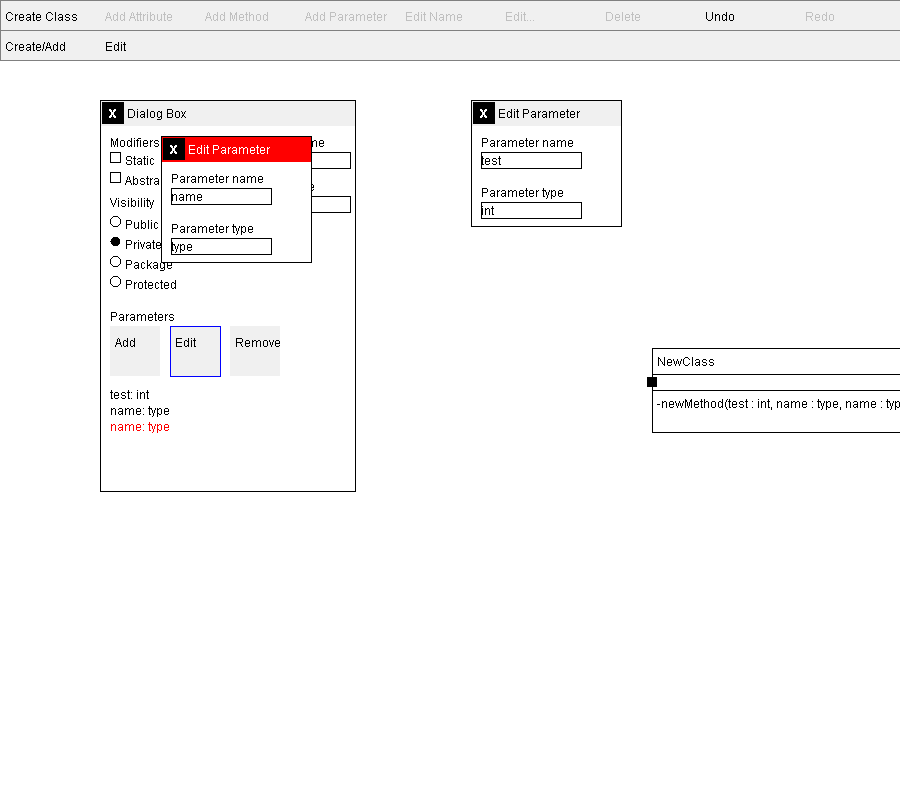 Create Class Add Attribute Add Method Add Parameter Edit Name Edit... Delete Undo Redo
Create/Add Edit
X Dialog Box
Modifiers
Static
Abstra
Visibility
Public
Private
Package
Protected
Parameters
Add Edit Remove
test: int
name: type
name: type
X Edit Parameter
Parameter name
name
Parameter type
type
X Edit Parameter
Parameter name
test
Parameter type
int
NewClass
-newMethod(test : int, name : type, name : typ